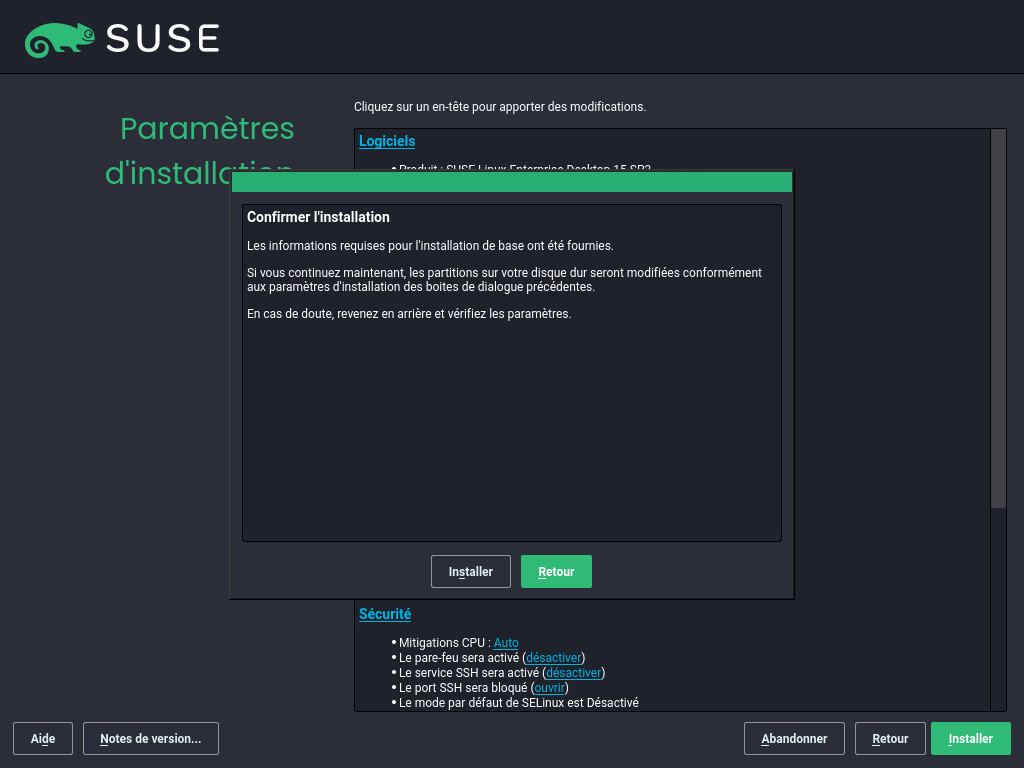 SUSE
Paramètres
d'installation
Cliquez sur un en-tête pour apporter des modifications.
Logiciels
• Produit : SUSE Linux Enterprise Desktop 15 SP3
Confirmer l'installation
Les informations requises pour l'installation de base ont été fournies.
Si vous continuez maintenant, les partitions sur votre disque dur seront modifiées conformément
aux paramètres d'installation des boites de dialogue précédentes.
En cas de doute, revenez en arrière et vérifiez les paramètres.
Installer
Retour
Sécurité
• Mitigations CPU : Auto
• Le pare-feu sera activé (désactiver)
• Le service SSH sera activé (désactiver)
• Le port SSH sera bloqué (ouvrir)
• Le mode par défaut de SELinux est Désactivé
Aide
Notes de version...
Abandonner
Retour
Installer